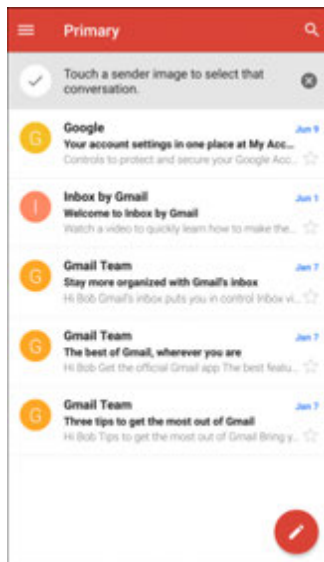 Primary
Touch a sender image to select that
conversation.
G
Google
Jun 9
Your account settings in one place at My Acc...
Controls to protect and secure your Google Acc...
I
Inbox by Gmail
Jun 1
Welcome to Inbox by Gmail
Watch a video to quickly learn how to make the...
G
Gmail Team
Jan 7
Stay more organized with Gmail's inbox
Hi Bob Gmail's inbox puts you in control Inbox vi...
G
Gmail Team
Jan 7
The best of Gmail, wherever you are
Hi Bob Get the official Gmail app The best featu...
G
Gmail Team
Jan 7
Three tips to get the most out of Gmail
Hi Bob Tips to get the most out of Gmail Bring y...